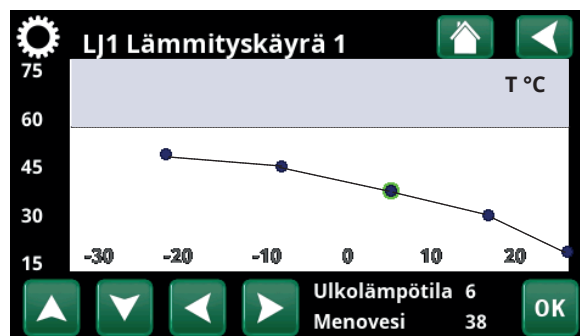 LJ1 Lämmityskäyrä 1
75
T °C
60
45
30
15
-30 -20 -10 0 10 20
Ulkolämpötila 6
Menovesi 38
OK